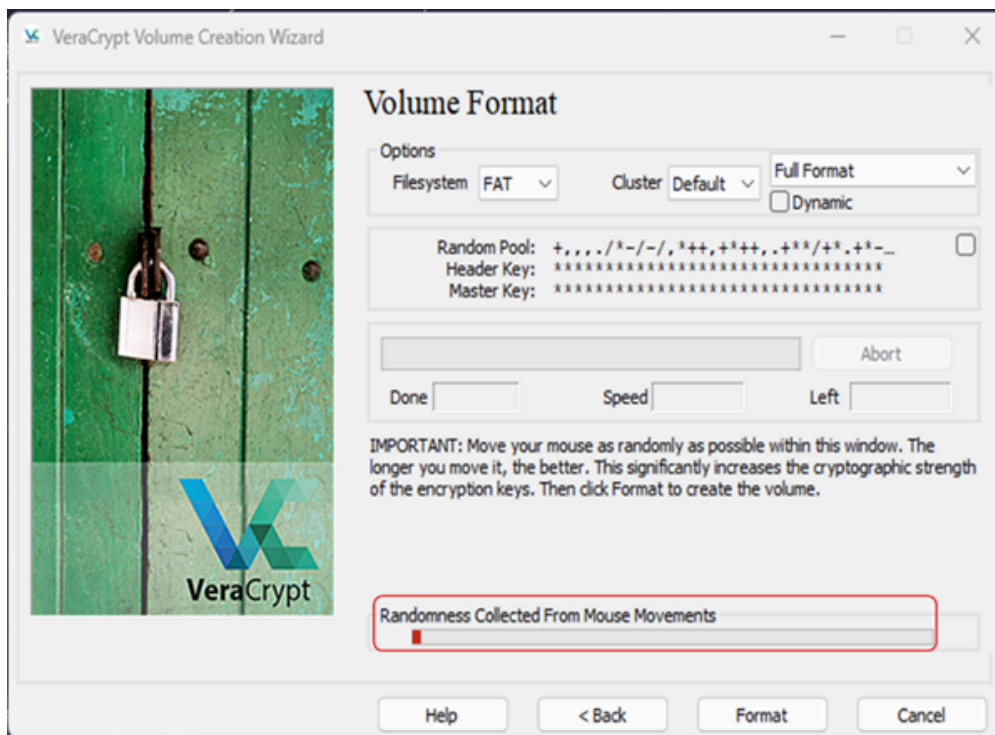 VeraCrypt Volume Creation Wizard
Volume Format
Options
Filesystem FAT Cluster Default Full Format
Dynamic
Random Pool: +,,,./*-/-/,*++,+*++,.+**/+*.+*-...
Header Key: ********************************
Master Key: ********************************
Abort
Done Speed Left
IMPORTANT: Move your mouse as randomly as possible within this window. The
longer you move it, the better. This significantly increases the cryptographic strength
of the encryption keys. Then click Format to create the volume.
VeraCrypt
Randomness Collected From Mouse Movements
Help < Back Format Cancel